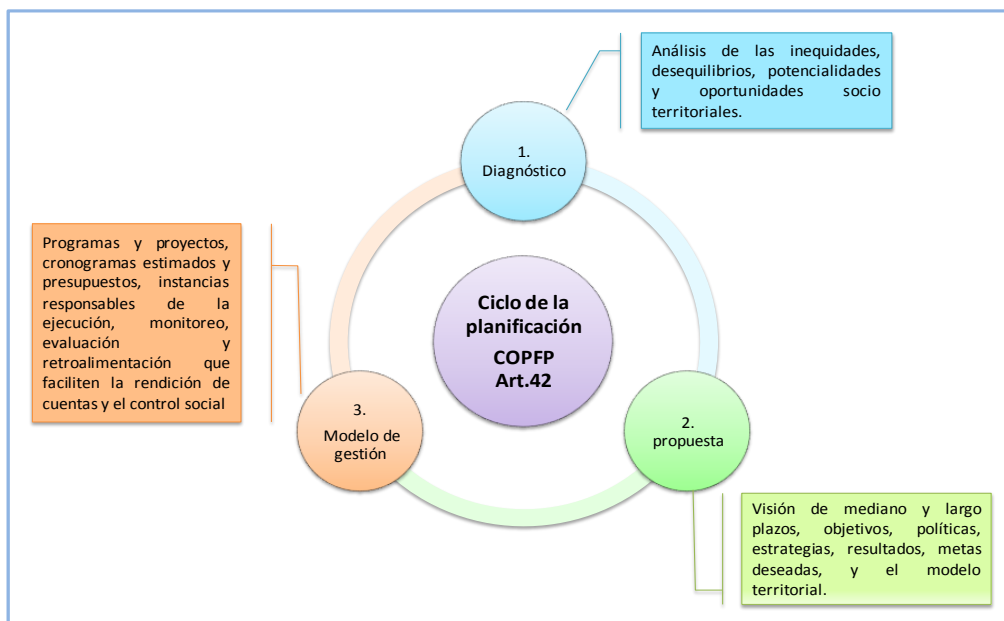 Análisis de las inequidades,
desequilibrios, potencialidades
y oportunidades socio
territoriales.
1.
Diagnóstico
Programas y proyectos,
cronogramas estimados y
presupuestos, instancias
responsables de la
ejecución, monitoreo,
evaluación y
retroalimentación que
faciliten la rendición de
cuentas y el control social
Ciclo de la
planificación
COPFP
Art.42
3.
Modelo de
gestión
2.
propuesta
Visión de mediano y largo
plazos, objetivos, políticas,
estrategias, resultados, metas
deseadas, y el modelo
territorial.